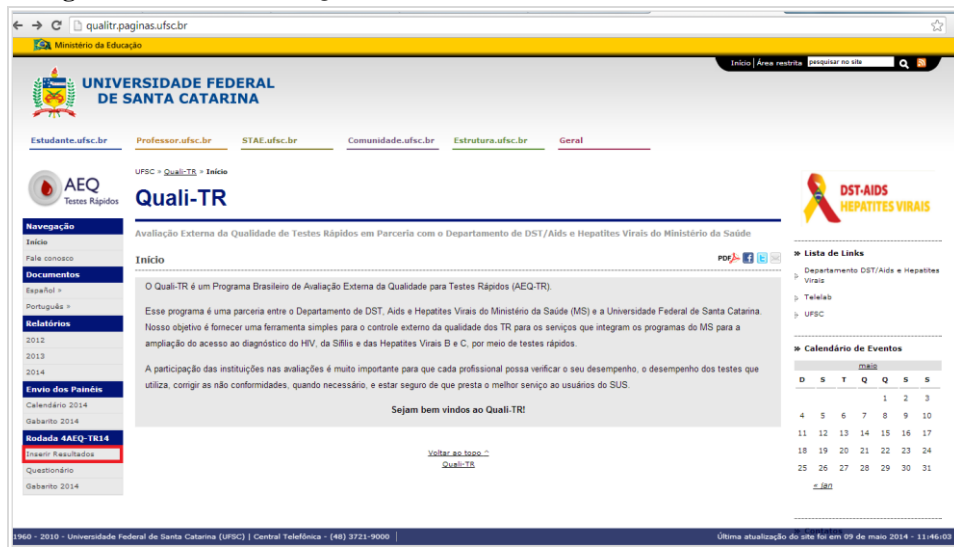 qualitr.paginas.ufsc.br
Ministério da Educação
Início | Área restrita pesquisar no site
UNIVERSIDADE FEDERAL
DE SANTA CATARINA
Estudante.ufsc.br Professor.ufsc.br STAE.ufsc.br Comunidade.ufsc.br Estrutura.ufsc.br Geral
AEQ
Testes Rápidos
UFSC > Quali-TR > Início
Quali-TR
DST·AIDS
HEPATITES VIRAIS
Navegação
Início
Fale conosco
Documentos
Español »
Português »
Relatórios
2012
2013
2014
Envio dos Painéis
Calendário 2014
Gabarito 2014
Rodada 4AEQ-TR14
Inserir Resultados
Questionário
Gabarito 2014
Avaliação Externa da Qualidade de Testes Rápidos em Parceria com o Departamento de DST/Aids e Hepatites Virais do Ministério da Saúde
Início
PDF
O Quali-TR é um Programa Brasileiro de Avaliação Externa da Qualidade para Testes Rápidos (AEQ-TR).
Esse programa é uma parceria entre o Departamento de DST, Aids e Hepatites Virais do Ministério da Saúde (MS) e a Universidade Federal de Santa Catarina.
Nosso objetivo é fornecer uma ferramenta simples para o controle externo da qualidade dos TR para os serviços que integram os programas do MS para a
ampliação do acesso ao diagnóstico do HIV, da Sífilis e das Hepatites Virais B e C, por meio de testes rápidos.
A participação das instituições nas avaliações é muito importante para que cada profissional possa verificar o seu desempenho, o desempenho dos testes que
utiliza, corrigir as não conformidades, quando necessário, e estar seguro de que presta o melhor serviço ao usuários do SUS.
Sejam bem vindos ao Quali-TR!
Voltar ao topo ^
Quali-TR
» Lista de Links
Departamento DST/Aids e Hepatites
Virais
Telelab
UFSC
» Calendário de Eventos
maio
D S T Q Q S S
1 2 3
4 5 6 7 8 9 10
11 12 13 14 15 16 17
18 19 20 21 22 23 24
25 26 27 28 29 30 31
« jan
» Contatos
1960 - 2010 - Universidade Federal de Santa Catarina (UFSC) | Central Telefônica - (48) 3721-9000 |
Última atualização do site foi em 09 de maio 2014 - 11:46:03